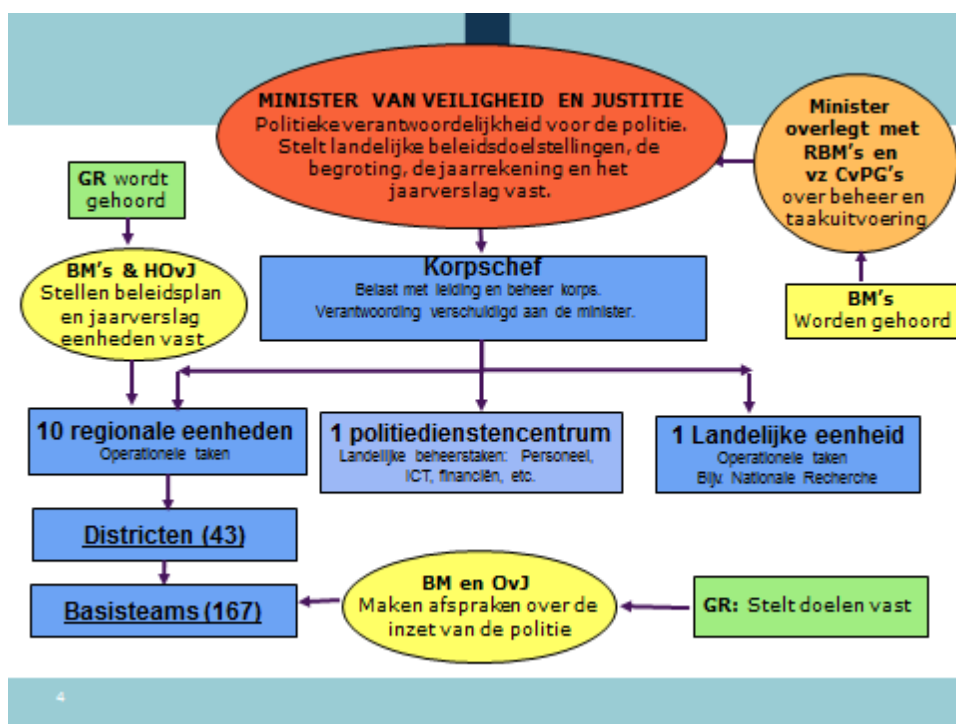 MINISTER VAN VEILIGHEID EN JUSTITIE
Politieke verantwoordelijkheid voor de politie.
Stelt landelijke beleidsdoelstellingen, de
begroting, de jaarrekening en het
jaarverslag vast.
Minister
overlegt met
RBM's en
vz CvPG's
over beheer en
taakuitvoering
GR wordt
gehoord
BM's & HOvJ
Stellen beleidsplan
en jaarverslag
eenheden vast
Korpschef
Belast met leiding en beheer korps.
Verantwoording verschuldigd aan de minister.
BM's
Worden gehoord
10 regionale eenheden
Operationele taken
1 politiedienstencentrum
Landelijke beheerstaken: Personeel,
ICT, financiën, etc.
1 Landelijke eenheid
Operationele taken
Bijv. Nationale Recherche
Districten (43)
Basisteams (167)
BM en OvJ
Maken afspraken over de
inzet van de politie
GR: Stelt doelen vast
4